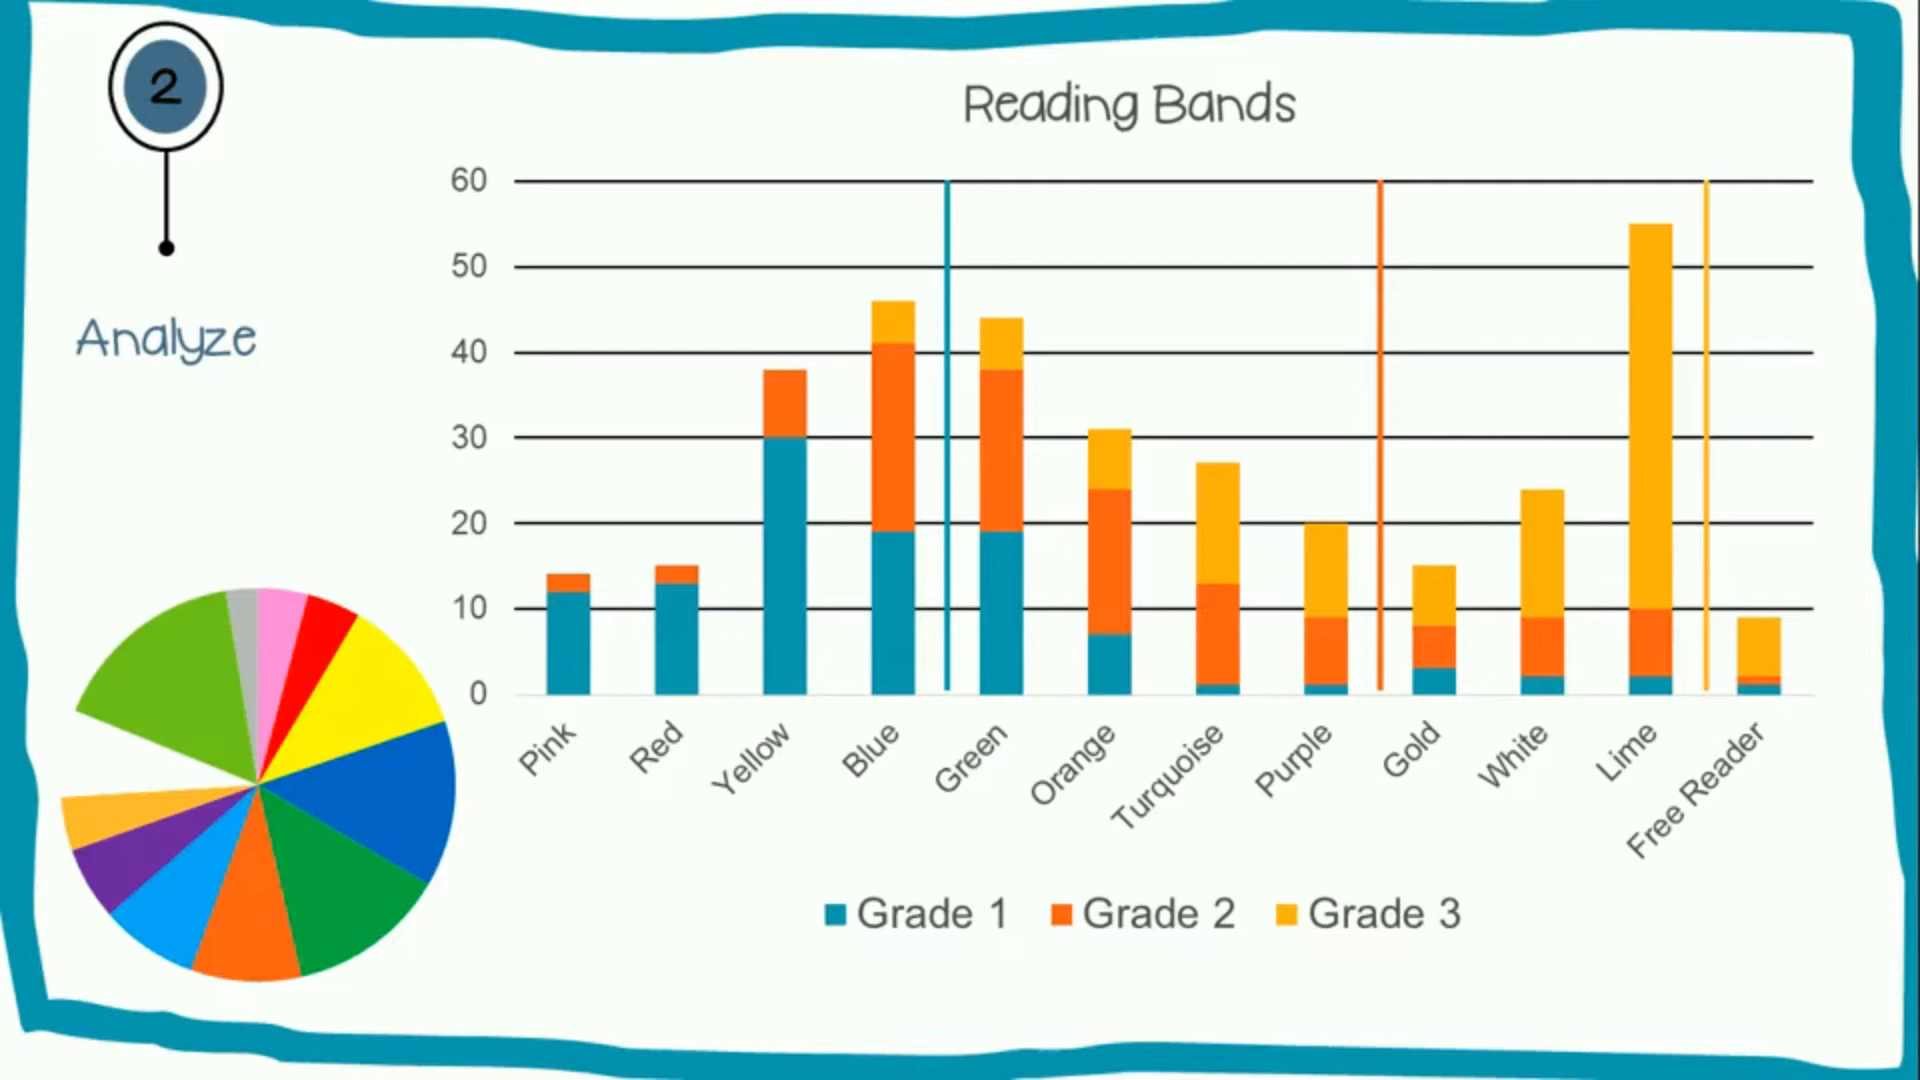 2
Analyze
Reading Bands
60
50
40
30
20
10
0
Pink
Red
Yellow
Blue
Green
Orange
Turquoise
Purple
Gold
White
Lime
Free Reader
Grade 1 Grade 2 Grade 3